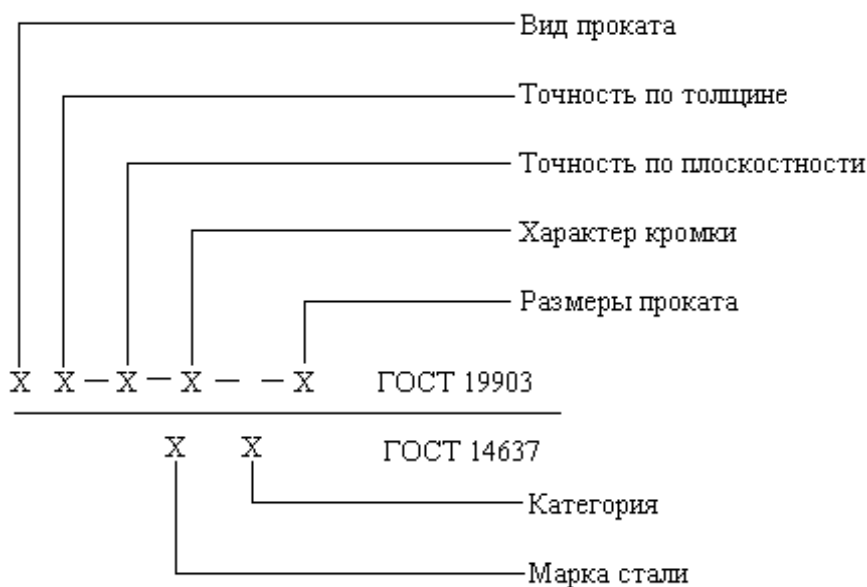 Вид проката
Точность по толщине
Точность по плоскостности
Характер кромки
Размеры проката
X X – X – X – – X ГОСТ 19903
X X ГОСТ 14637
Категория
Марка стали